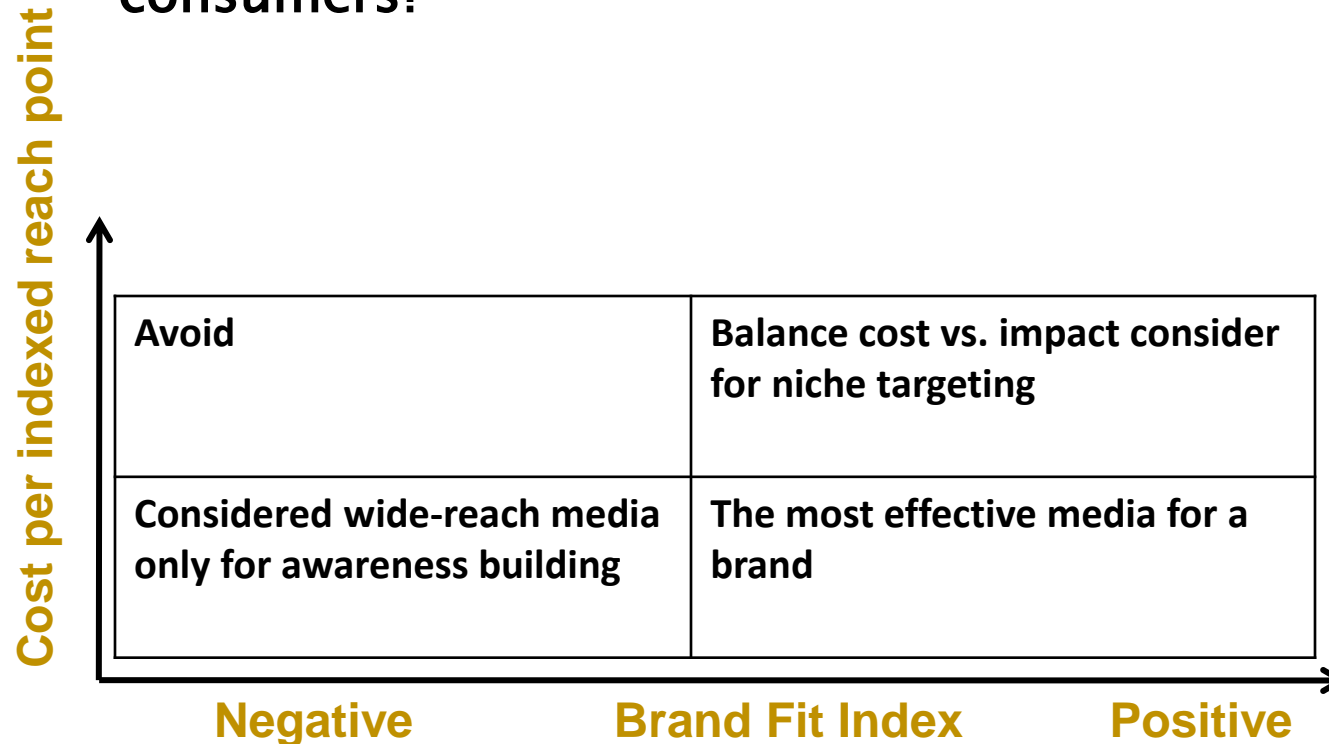 consumers?
Cost per indexed reach point
Avoid
Balance cost vs. impact consider
for niche targeting
Considered wide-reach media
only for awareness building
The most effective media for a
brand
Negative
Brand Fit Index
Positive